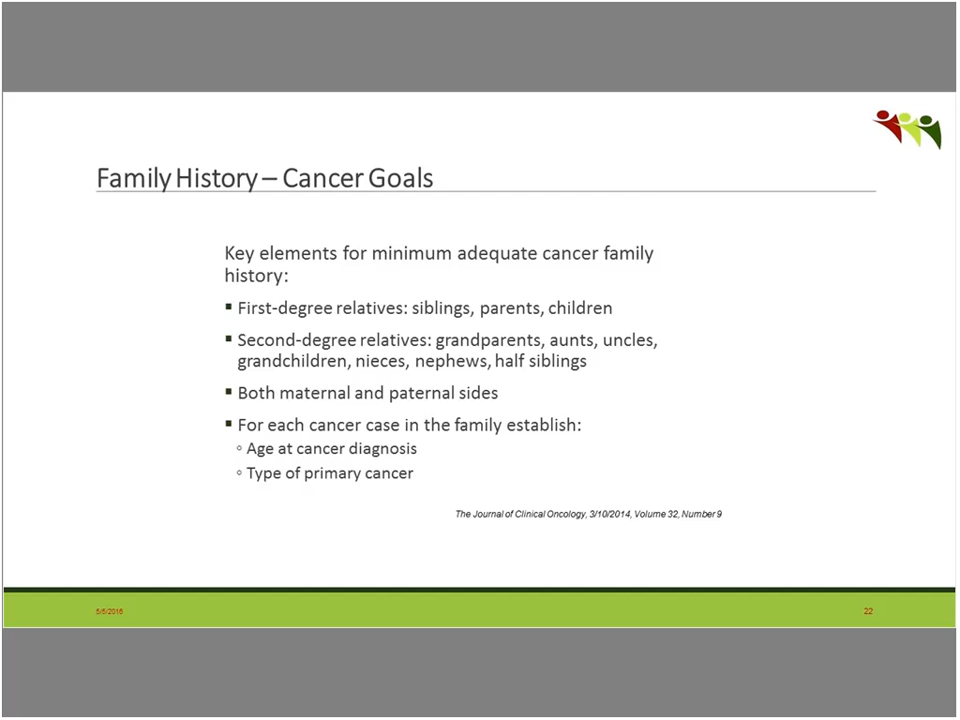 Family History – Cancer Goals
Key elements for minimum adequate cancer family
history:
▪ First-degree relatives: siblings, parents, children
▪ Second-degree relatives: grandparents, aunts, uncles,
grandchildren, nieces, nephews, half siblings
▪ Both maternal and paternal sides
▪ For each cancer case in the family establish:
◦ Age at cancer diagnosis
◦ Type of primary cancer
The Journal of Clinical Oncology, 3/10/2014, Volume 32, Number 9
5/5/2016
22